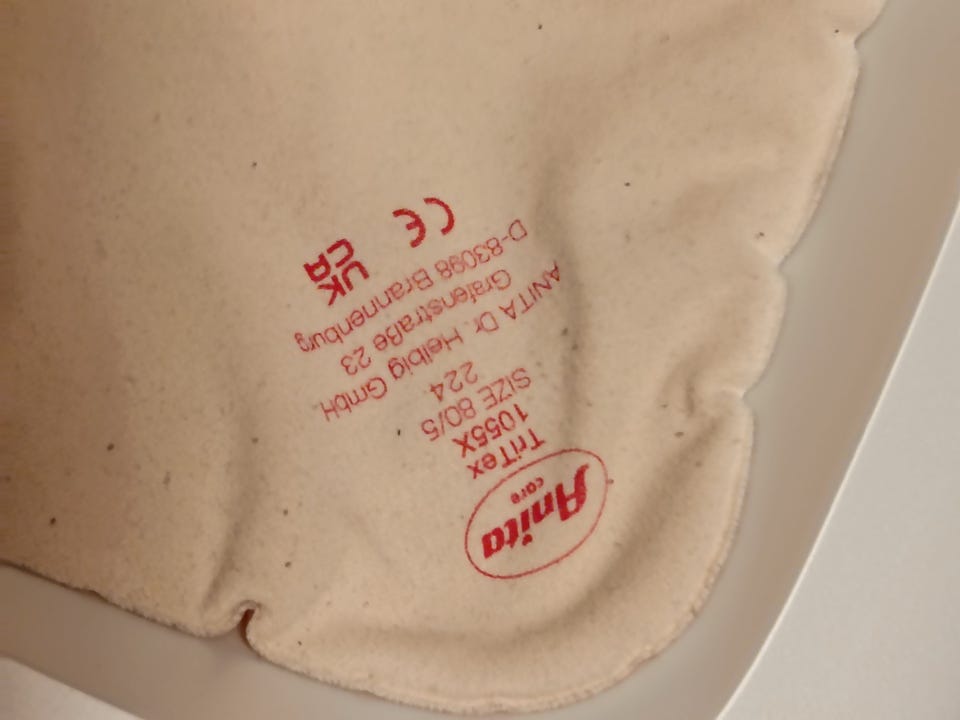 Anita
care
TriTex
1055X
SIZE 80/5
224
ANITA Dr. Helbig GmbH
Grafenstraße 23
D-83098 Brannenburg
CE
UK
CA